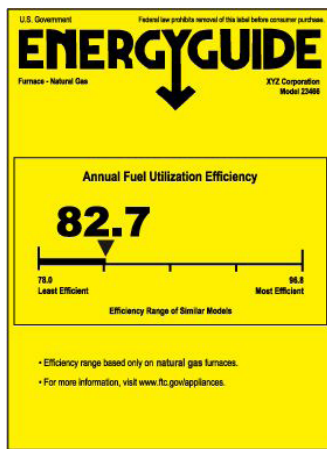 U.S. Government Federal law prohibits removal of this label before consumer purchase.
ENERGYGUIDE
Furnace - Natural Gas XYZ Corporation
Model 23466
Annual Fuel Utilization Efficiency
82.7
78.0 96.8
Least Efficient Most Efficient
Efficiency Range of Similar Models
• Efficiency range based only on natural gas furnaces.
• For more information, visit www.ftc.gov/appliances.